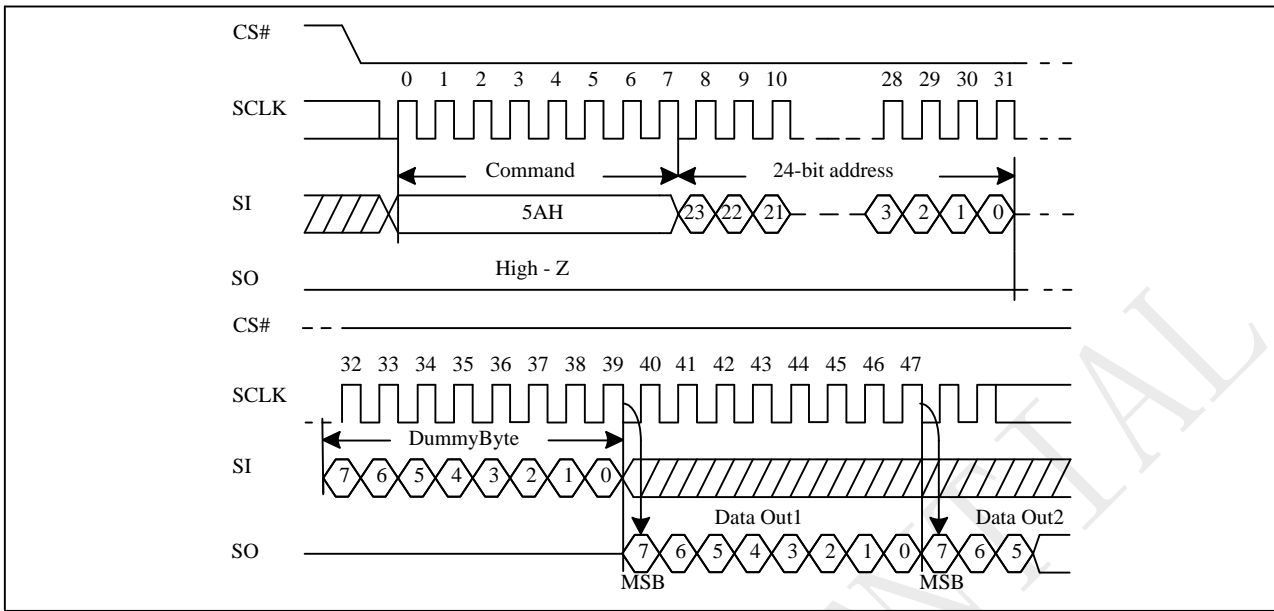 CS#
0 1 2 3 4 5 6 7 8 9 10 28 29 30 31
SCLK
Command 24-bit address
SI 5AH 23 22 21 3 2 1 0
High - Z
SO
CS#
32 33 34 35 36 37 38 39 40 41 42 43 44 45 46 47
SCLK
DummyByte
SI 7 6 5 4 3 2 1 0
Data Out1 Data Out2
SO 7 6 5 4 3 2 1 0 7 6 5
MSB MSB
NTIAL